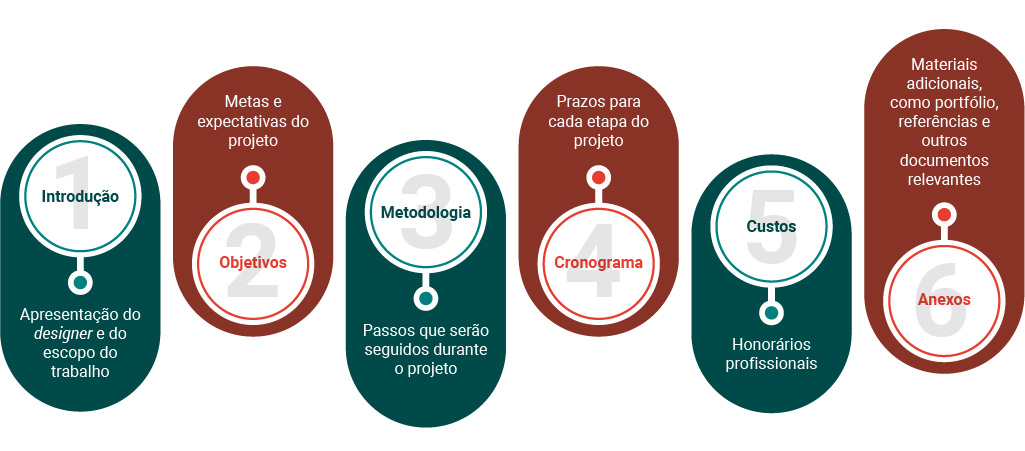 1
Introdução
Apresentação do
designer e do
escopo do
trabalho
Metas e
expectativas do
projeto
2
Objetivos
3
Metodologia
Passos que serão
seguidos durante
o projeto
Prazos para
cada etapa do
projeto
4
Cronograma
5
Custos
Honorários
profissionais
Materiais
adicionais,
como portfólio,
referências e
outros
documentos
relevantes
6
Anexos